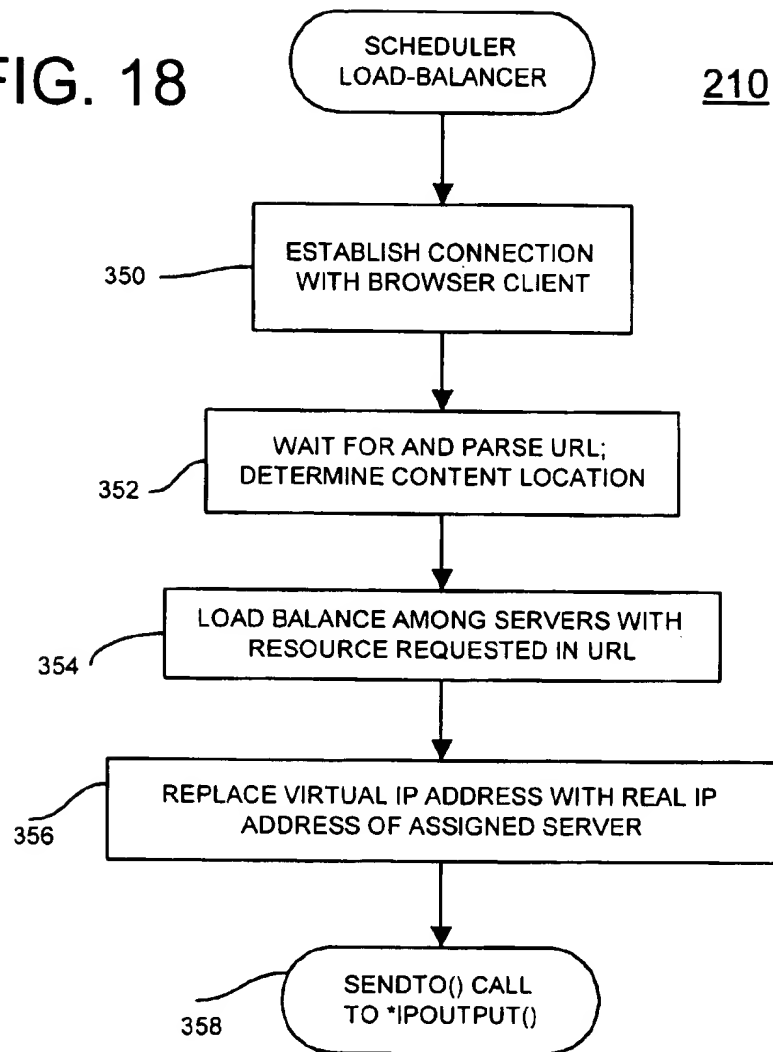 FIG. 18
SCHEDULER
LOAD-BALANCER
210
350
ESTABLISH CONNECTION
WITH BROWSER CLIENT
352
WAIT FOR AND PARSE URL;
DETERMINE CONTENT LOCATION
354
LOAD BALANCE AMONG SERVERS WITH
RESOURCE REQUESTED IN URL
356
REPLACE VIRTUAL IP ADDRESS WITH REAL IP
ADDRESS OF ASSIGNED SERVER
358
SENDTO() CALL
TO *IPOUTPUT()